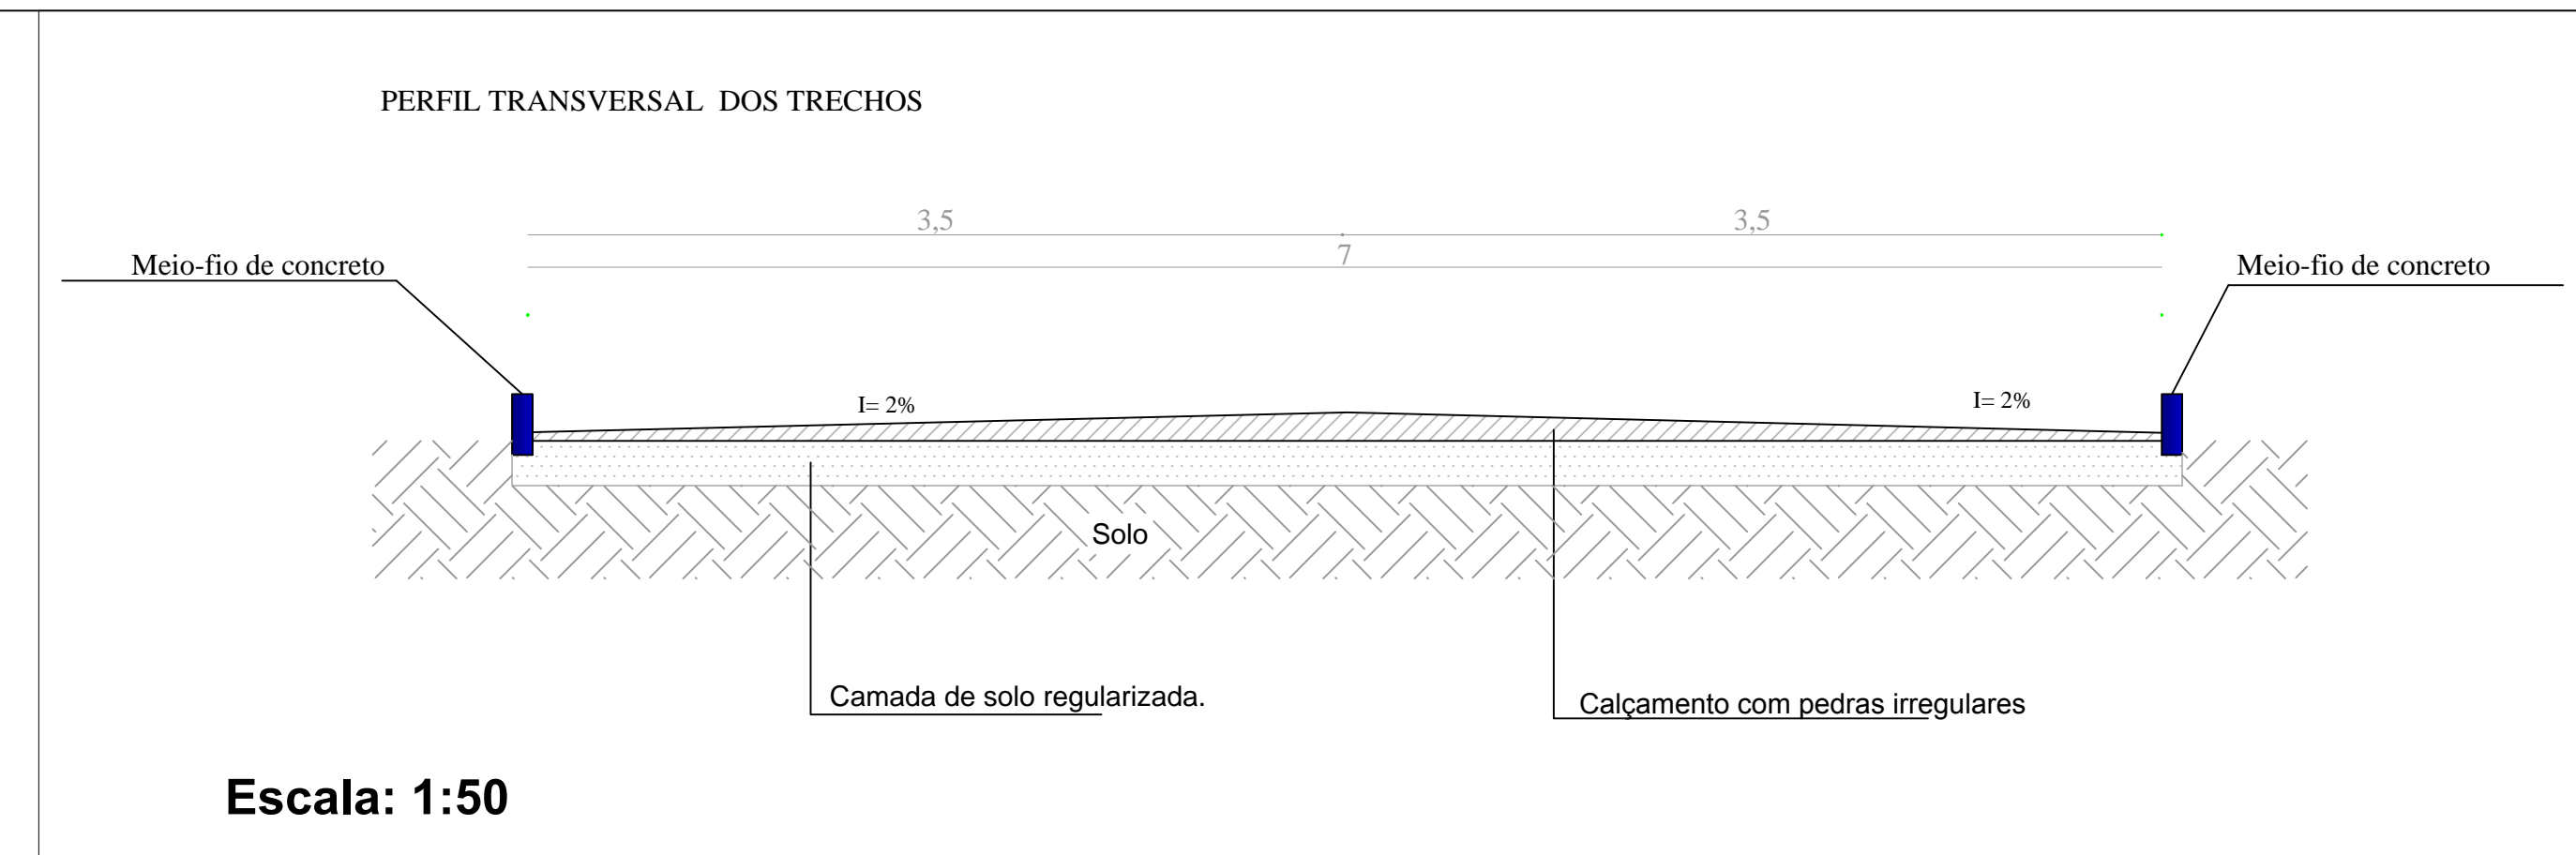 PERFIL TRANSVERSAL DOS TRECHOS
3,5
3,5
7
Meio-fio de concreto
Meio-fio de concreto
I= 2%
I= 2%
Solo
Camada de solo regularizada.
Calçamento com pedras irregulares
Escala: 1:50